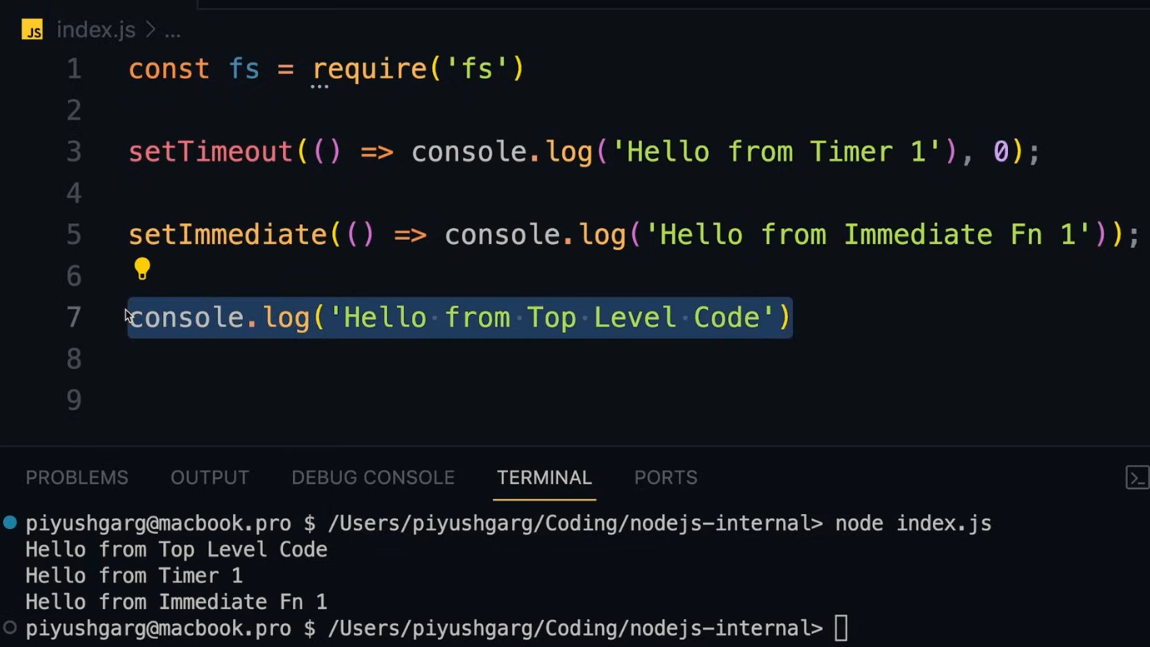 JS index.js > ...
1 const fs = require('fs')
2
3 setTimeout(() => console.log('Hello from Timer 1'), 0);
4
5 setImmediate(() => console.log('Hello from Immediate Fn 1'));
6
7 console.log('Hello from Top Level Code')
8
9
PROBLEMS OUTPUT DEBUG CONSOLE TERMINAL PORTS
piyushgarg@macbook.pro $ /Users/piyushgarg/Coding/nodejs-internal> node index.js
Hello from Top Level Code
Hello from Timer 1
Hello from Immediate Fn 1
piyushgarg@macbook.pro $ /Users/piyushgarg/Coding/nodejs-internal>